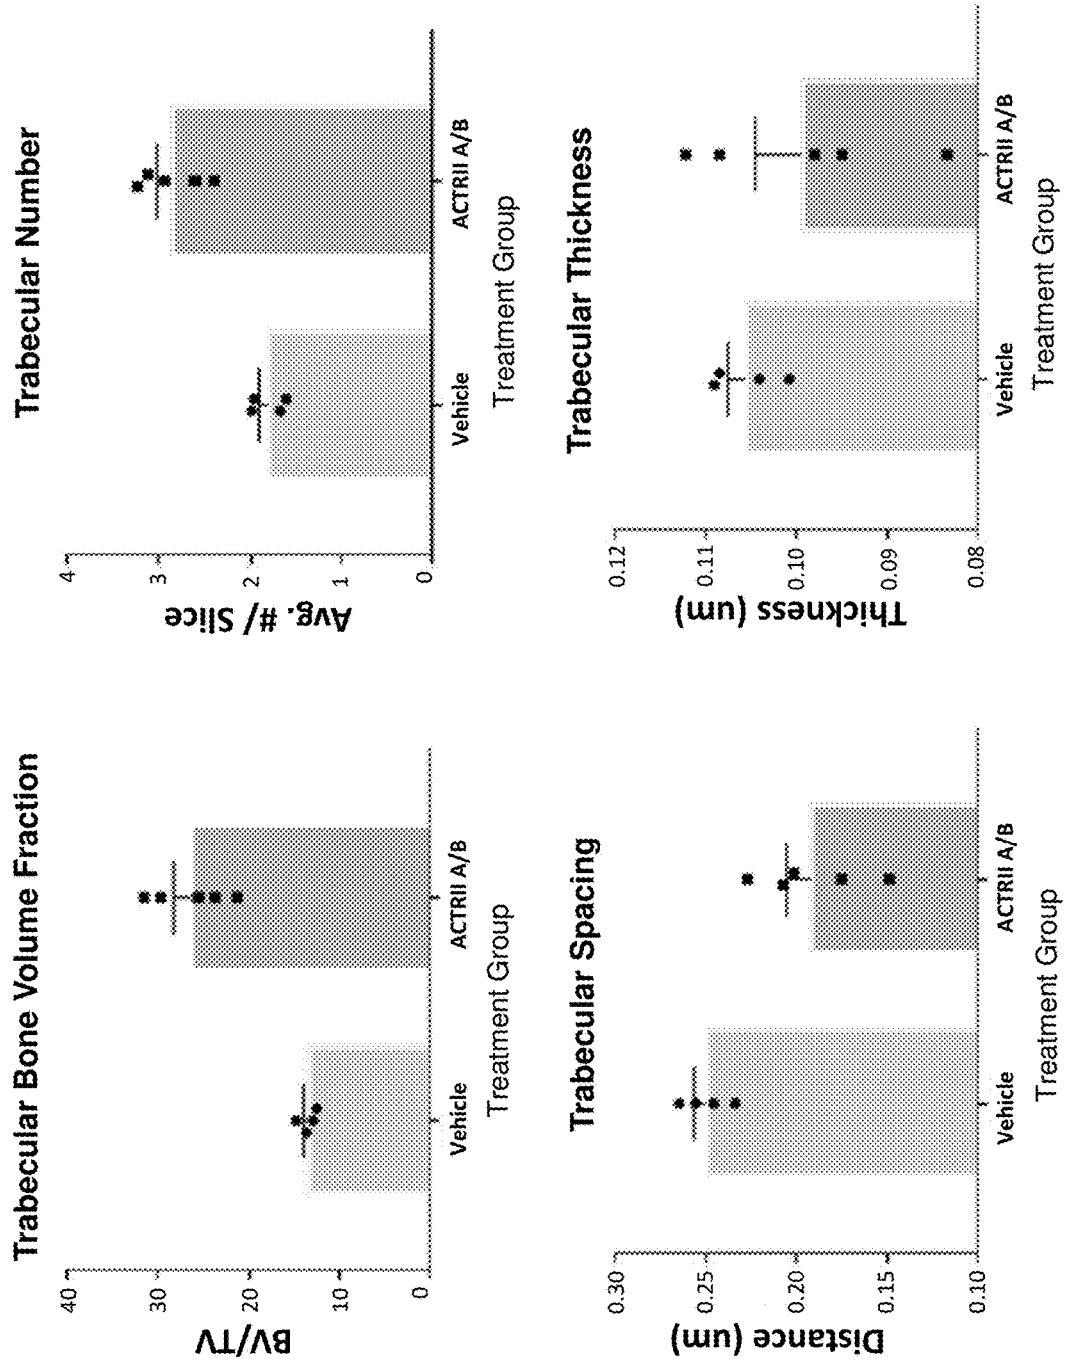 Trabecular Bone Volume Fraction
BV/TV
40
30
20
10
0
Vehicle
ACTRII A/B
Treatment Group
Trabecular Number
Avg. #/ Slice
4
3
2
1
0
Vehicle
ACTRII A/B
Treatment Group
Trabecular Spacing
Distance (um)
0.30
0.25
0.20
0.15
0.10
Vehicle
ACTRII A/B
Treatment Group
Trabecular Thickness
Thickness (um)
0.12
0.11
0.10
0.09
0.08
Vehicle
ACTRII A/B
Treatment Group